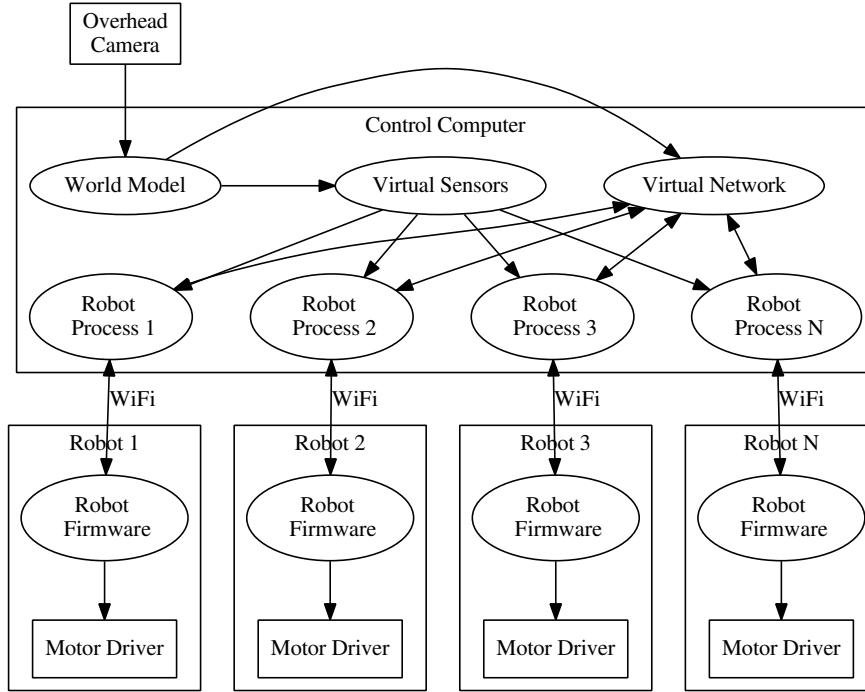 Overhead
Camera
Control Computer
World Model
Virtual Sensors
Virtual Network
Robot
Process 1
Robot
Process 2
Robot
Process 3
Robot
Process N
WiFi
WiFi
WiFi
WiFi
Robot 1
Robot 2
Robot 3
Robot N
Robot
Firmware
Robot
Firmware
Robot
Firmware
Robot
Firmware
Motor Driver
Motor Driver
Motor Driver
Motor Driver